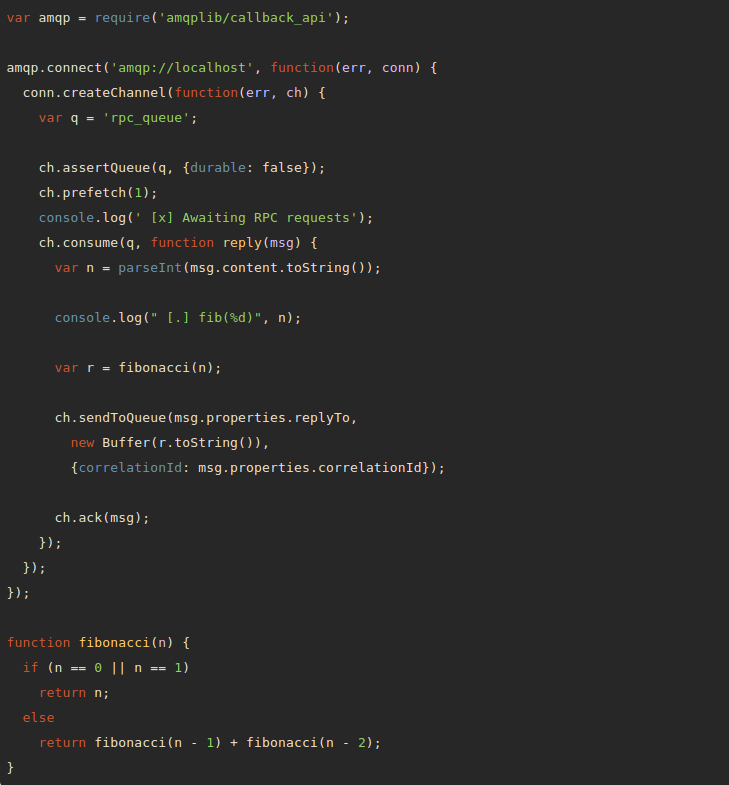 var amqp = require('amqplib/callback_api');
amqp.connect('amqp://localhost', function(err, conn) {
  conn.createChannel(function(err, ch) {
    var q = 'rpc_queue';
    ch.assertQueue(q, {durable: false});
    ch.prefetch(1);
    console.log(' [x] Awaiting RPC requests');
    ch.consume(q, function reply(msg) {
      var n = parseInt(msg.content.toString());
      console.log(" [.] fib(%d)", n);
      var r = fibonacci(n);
      ch.sendToQueue(msg.properties.replyTo,
        new Buffer(r.toString()),
        {correlationId: msg.properties.correlationId});
      ch.ack(msg);
    });
  });
});
function fibonacci(n) {
  if (n == 0 || n == 1)
    return n;
  else
    return fibonacci(n - 1) + fibonacci(n - 2);
}